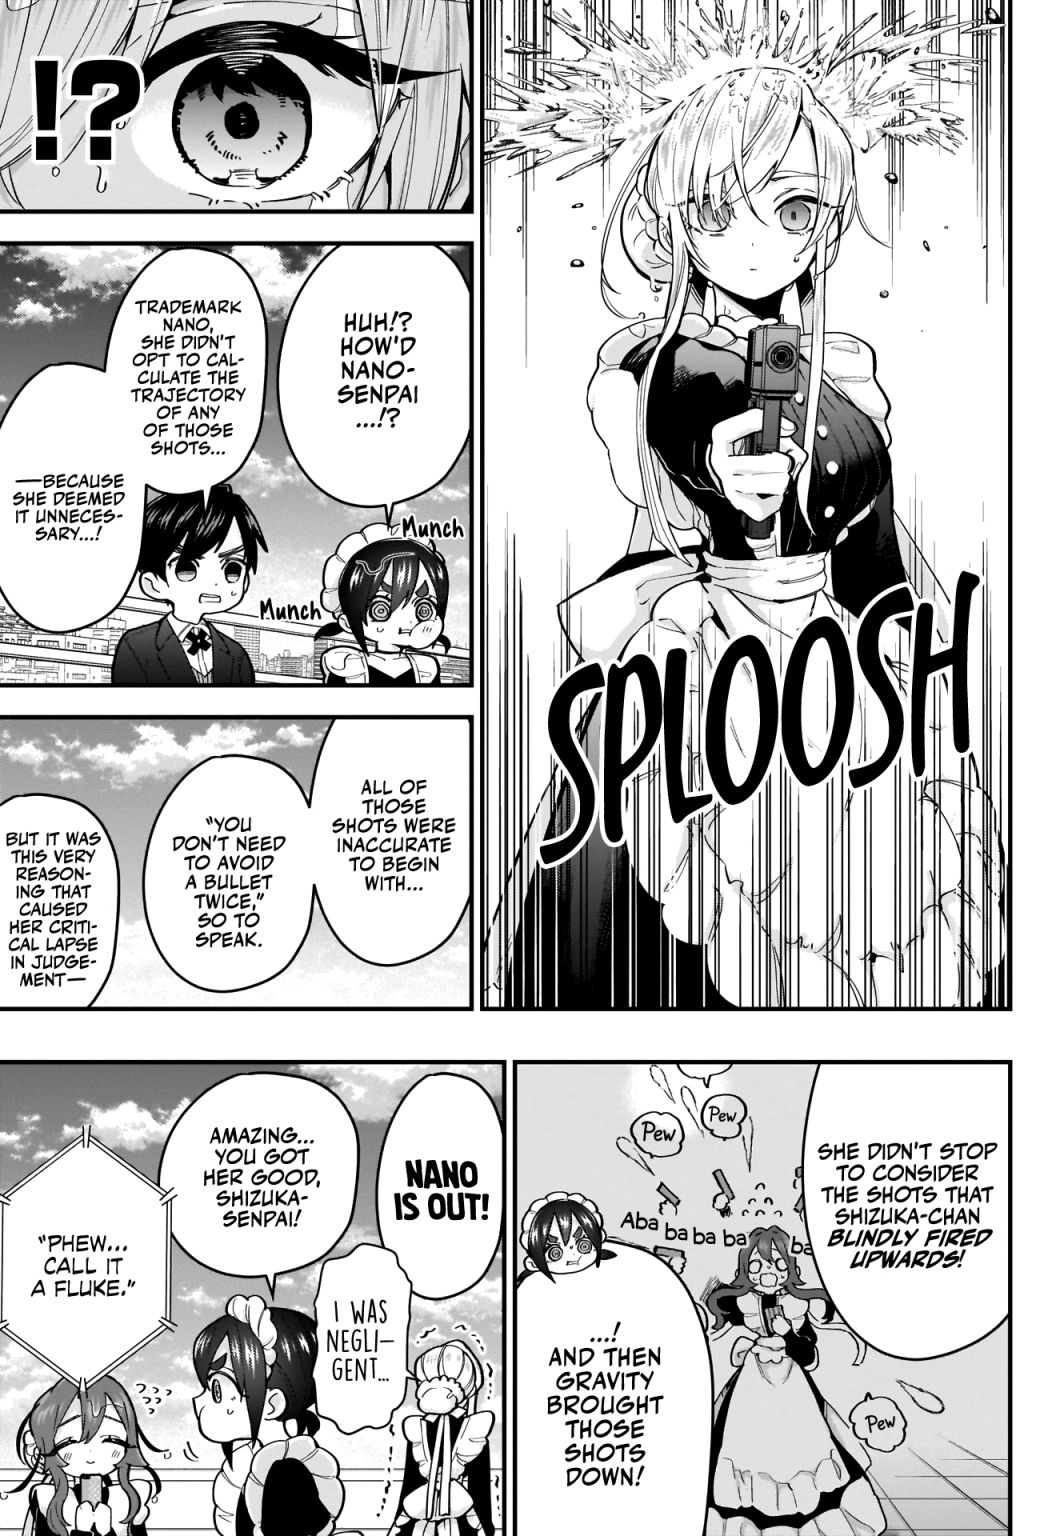 SPLOOSH
!?
HUH!?
HOW'D
NANO-
SENPAI
...!?
TRADEMARK
NANO,
SHE DIDN'T
OPT TO CAL-
CULATE THE
TRAJECTORY
OF ANY
OF THOSE
SHOTS...
—BECAUSE
SHE DEEMED
IT UNNECES-
SARY...!
Munch
Munch
ALL OF
THOSE
SHOTS WERE
INACCURATE
TO BEGIN
WITH...
"YOU
DON'T NEED
TO AVOID
A BULLET
TWICE,"
SO TO
SPEAK.
BUT IT WAS
THIS VERY
REASON-
ING THAT
CAUSED
HER CRITI-
CAL LAPSE
IN JUDGE-
MENT—
SHE DIDN'T STOP
TO CONSIDER
THE SHOTS THAT
SHIZUKA-CHAN
BLINDLY FIRED
UPWARDS!
Pew
Pew
Aba ba ba ba ba
Pew
...!
AND THEN
GRAVITY
BROUGHT
THOSE
SHOTS
DOWN!
NANO
IS OUT!
AMAZING...
YOU GOT
HER GOOD,
SHIZUKA-
SENPAI!
I WAS
NEGLI-
GENT...
"PHEW...
CALL IT
A FLUKE."